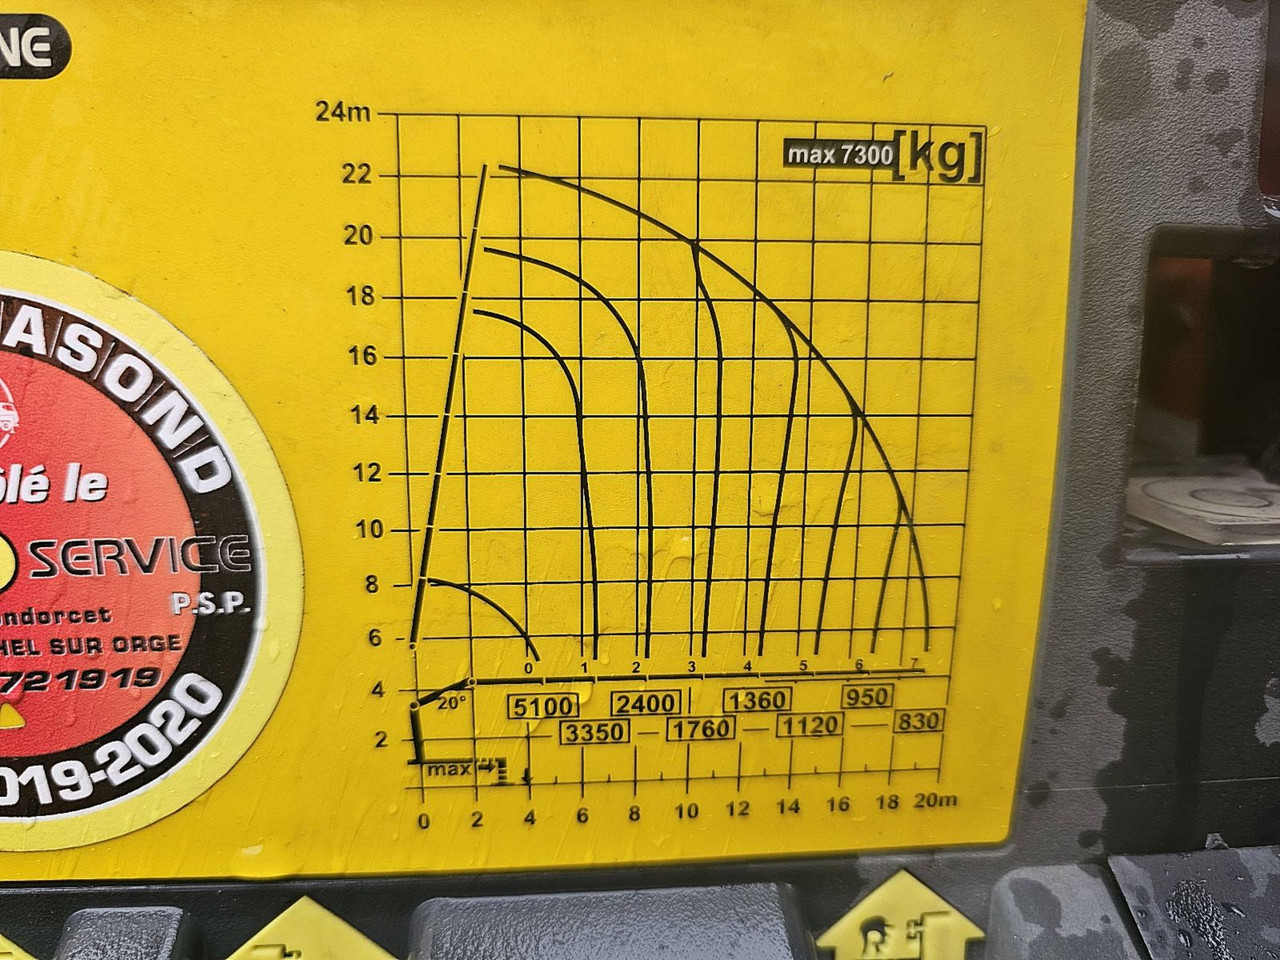 NE
24m
max 7300 [kg]
22
20
18
16
14
12
10
8
6
4
2
0 1 2 3 4 5 6 7
20°
5100 2400 1360 950
3350 1760 1120 830
max
0 2 4 6 8 10 12 14 16 18 20m
ASOND
lé le
SERVICE
P.S.P.
ndorcet
HEL SUR ORGE
721919
019-2020